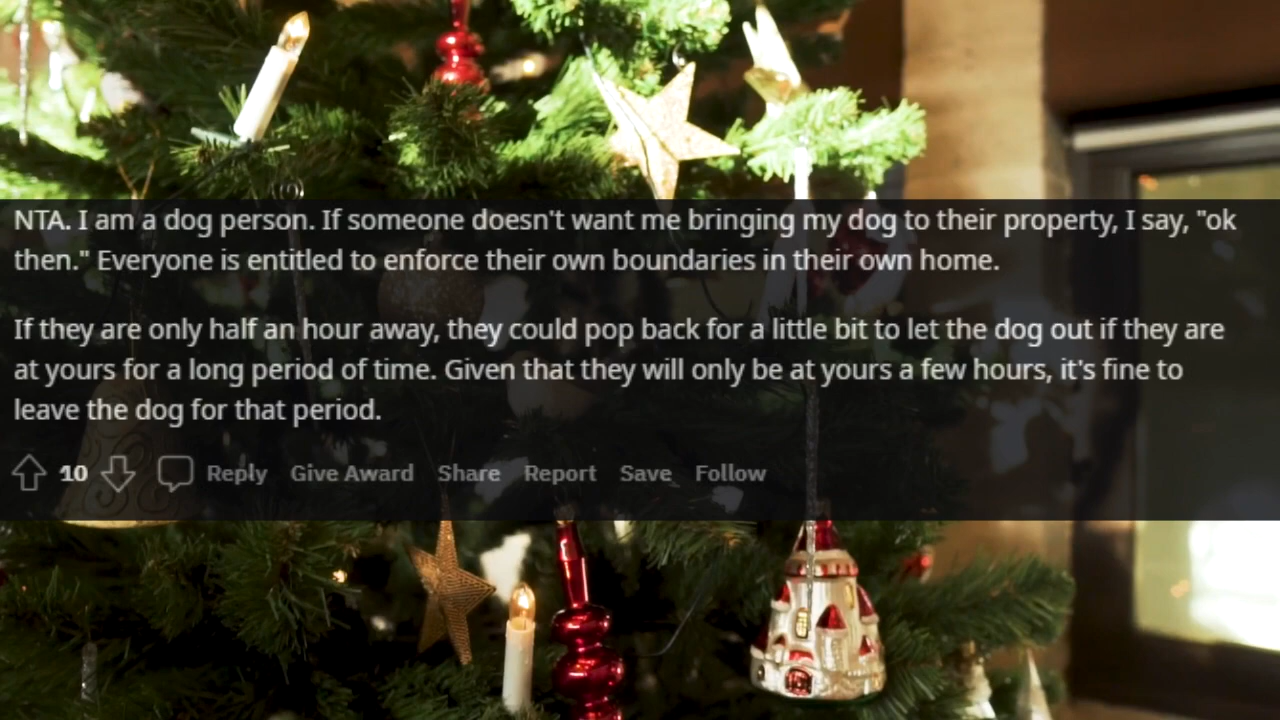 NTA. I am a dog person. If someone doesn't want me bringing my dog to their property, I say, "ok
then." Everyone is entitled to enforce their own boundaries in their own home.
If they are only half an hour away, they could pop back for a little bit to let the dog out if they are
at yours for a long period of time. Given that they will only be at yours a few hours, it's fine to
leave the dog for that period.
10 Reply Give Award Share Report Save Follow